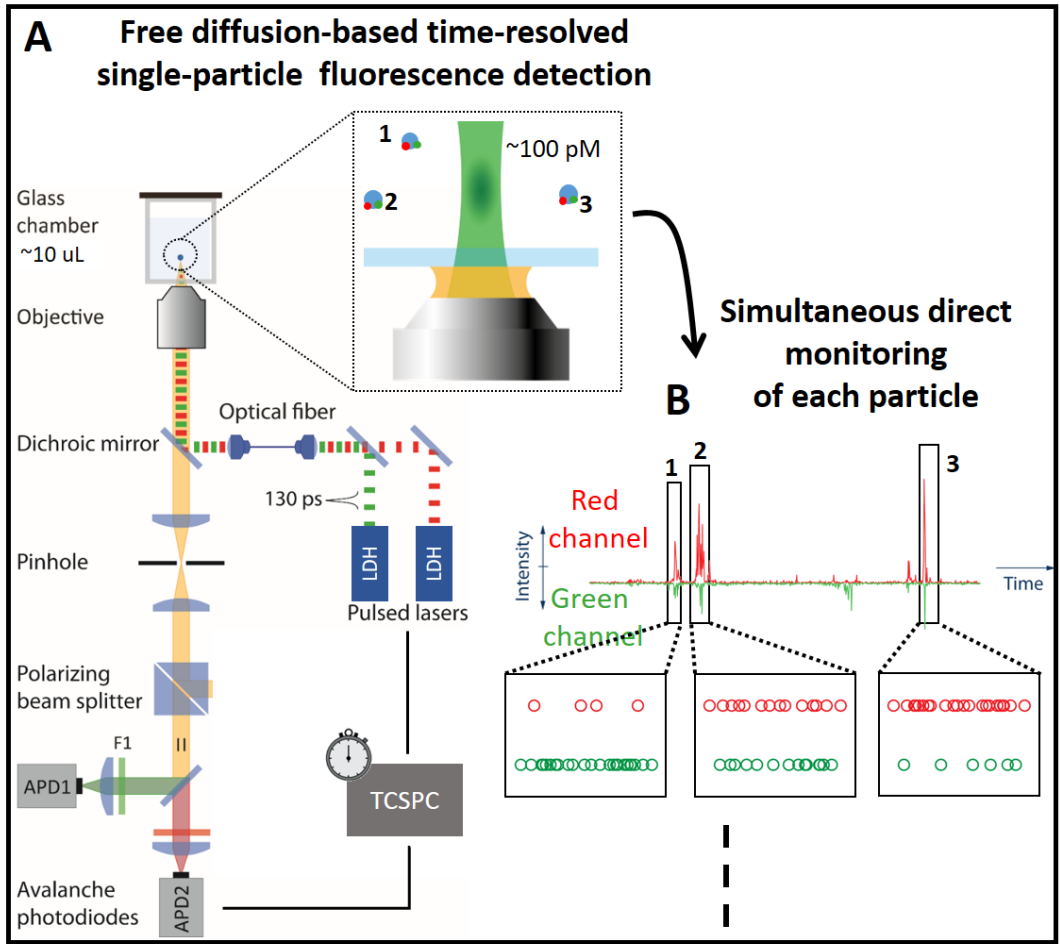 A
Free diffusion-based time-resolved
single-particle fluorescence detection
1
~100 pM
2
3
Glass
chamber
~10 uL
Objective
Simultaneous direct
monitoring
of each particle
Optical fiber
B
Dichroic mirror
130 ps
1
2
3
Red
channel
Intensity
Time
Green
channel
LDH
LDH
Pulsed lasers
Pinhole
Polarizing
beam splitter
=
F1
APD1
TCSPC
Avalanche
photodiodes
APD2